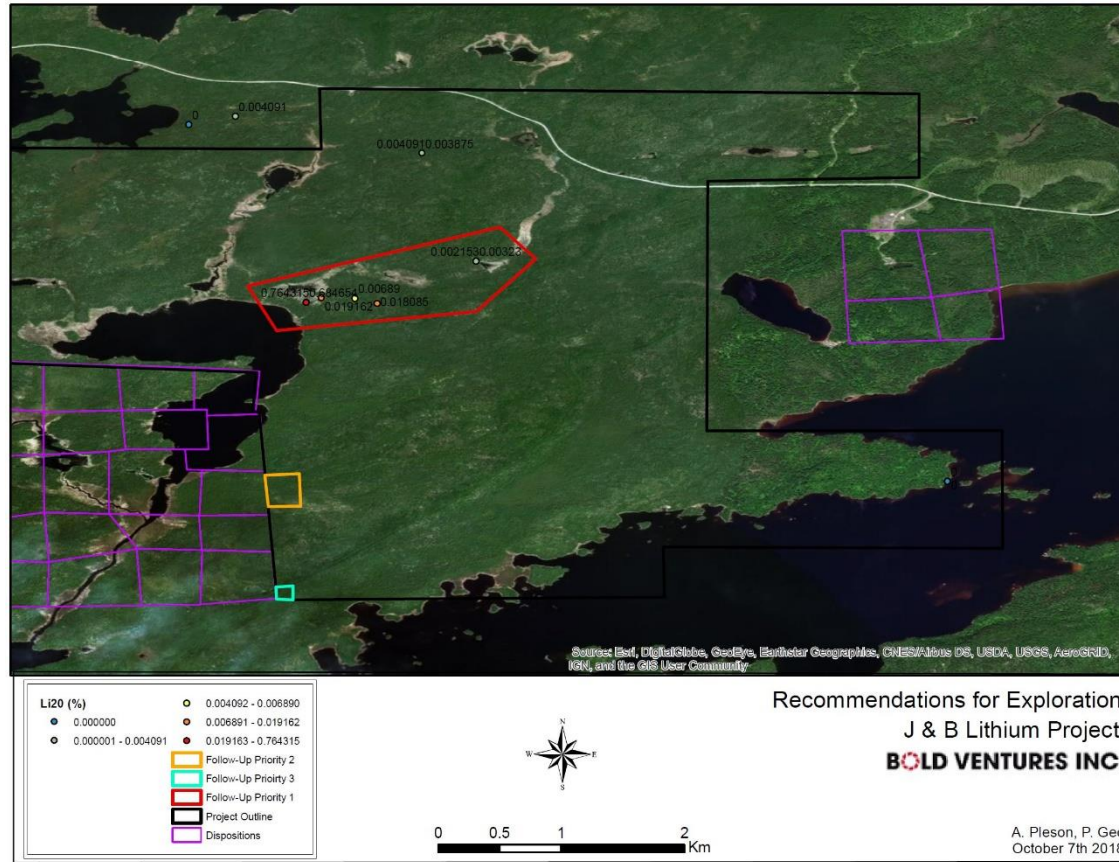 0
0.004091
0.0040910.003875
0.0021530.00323
0.7643150.684654
0.00689
0.019162
0.018085
Source: Esri, DigitalGlobe, GeoEye, Earthstar Geographics, CNES/Airbus DS, USDA, USGS, AeroGRID,
IGN, and the GIS User Community
Li20 (%)
0.000000
0.000001 - 0.004091
0.004092 - 0.006890
0.006891 - 0.019162
0.019163 - 0.764315
Follow-Up Priority 2
Follow-Up Prioirty 3
Follow-Up Priority 1
Project Outline
Dispositions
N
W
E
S
0 0.5 1 2
Km
Recommendations for Exploration
J & B Lithium Project
BOLD VENTURES INC
A. Pleson, P. Geo
October 7th 2018